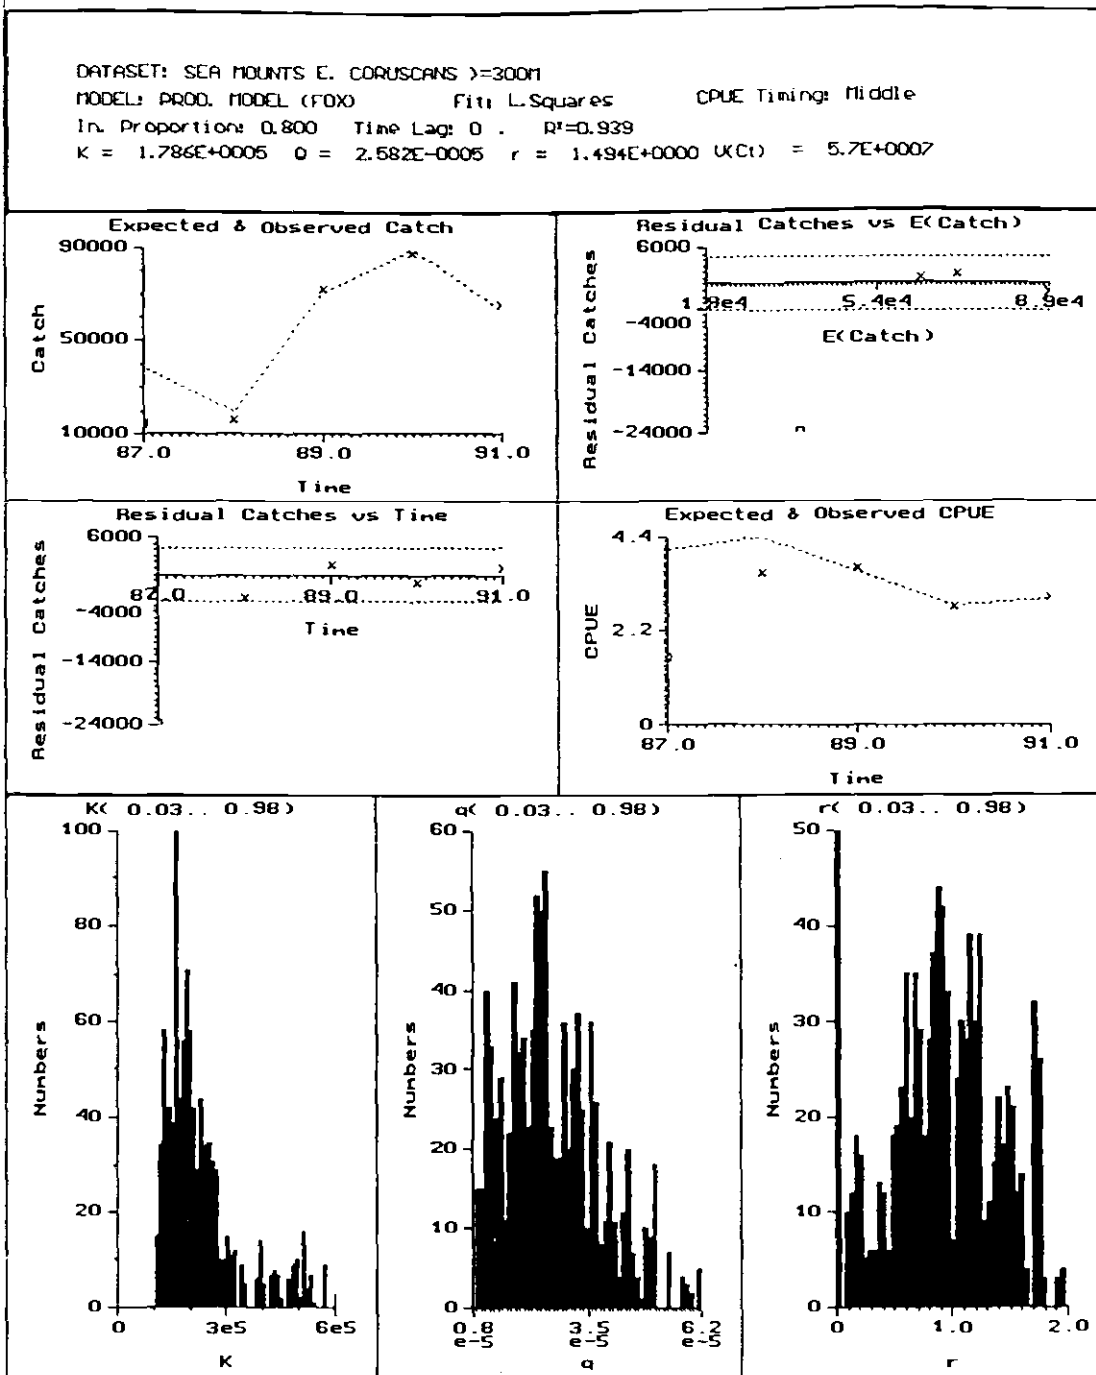 DATASET: SEA MOUNTS E. CORUSCANS >=300M
MODEL: PROD. MODEL (FOX) Fit: L.Squares CPUE Timing: Middle
In. Proportion: 0.800 Time Lag: 0 . R²=0.939
K = 1.786E+0005 Q = 2.582E-0005 r = 1.494E+0000 U(Ct) = 5.7E+0007
Expected & Observed Catch
90000
50000
10000
Catch
87.0 89.0 91.0
Time
Residual Catches vs E(Catch)
6000
-4000
-14000
-24000
Residual Catches
5.4e4 8.9e4
E(Catch)
Residual Catches vs Time
6000
-4000
-14000
-24000
Residual Catches
87.0 89.0 91.0
Time
Expected & Observed CPUE
4.4
2.2
0
CPUE
87.0 89.0 91.0
Time
K( 0.03.. 0.98)
100
80
60
40
20
0
Numbers
0 3e5 6e5
K
q( 0.03.. 0.98)
60
50
40
30
20
10
0
Numbers
0.8 3.5 6.2
e-5 e-5 e-5
q
r( 0.03.. 0.98)
50
40
30
20
10
0
Numbers
0 1.0 2.0
r